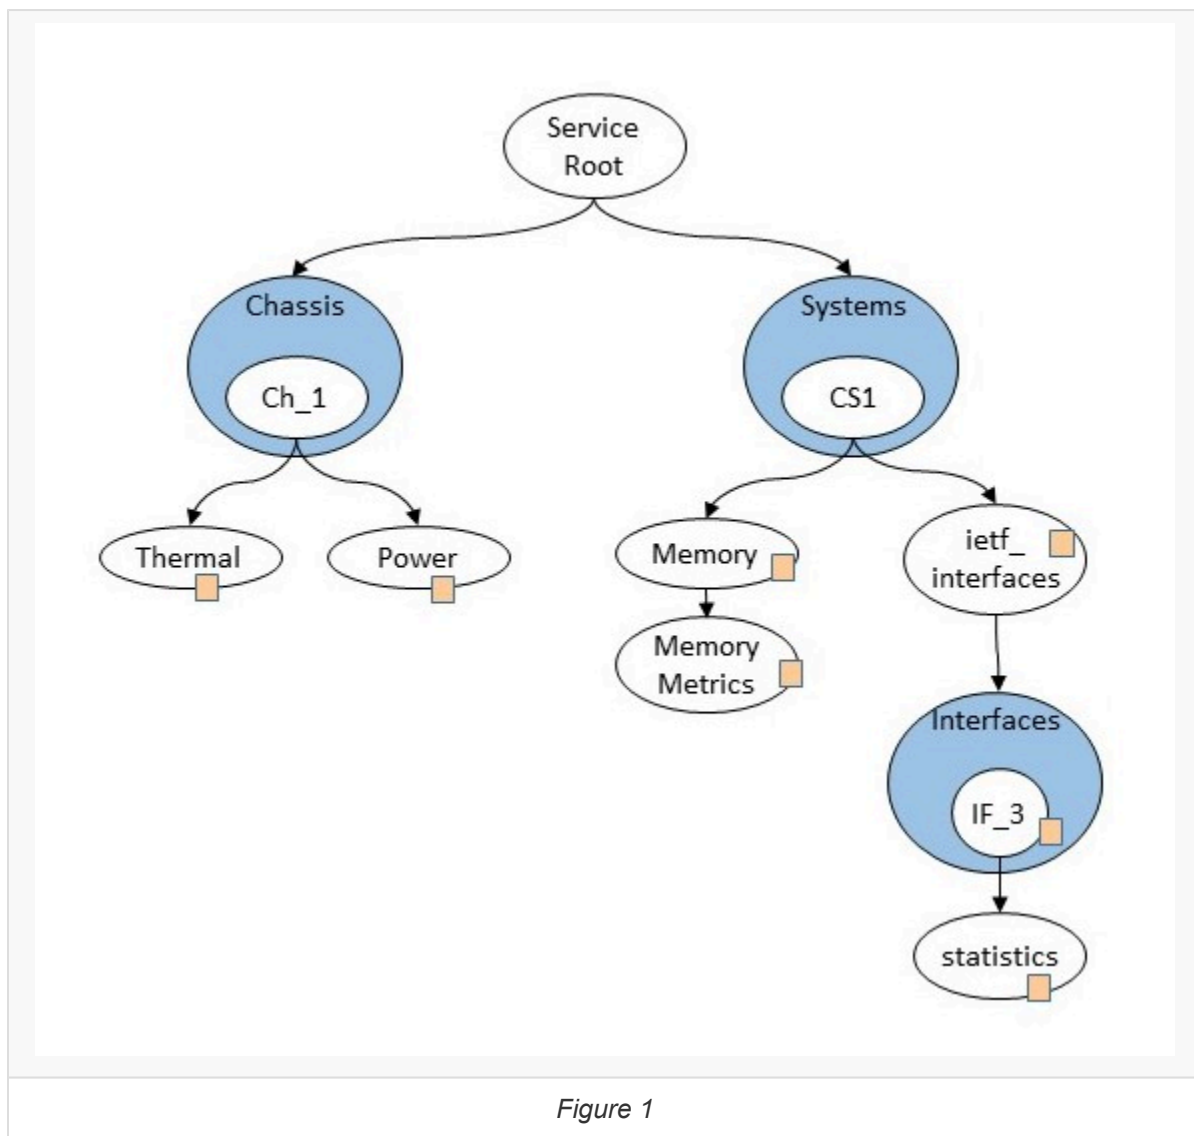 Service
Root
Chassis
Systems
Ch_1
CS1
Thermal
Power
Memory
ietf_
interfaces
Memory
Metrics
Interfaces
IF_3
statistics
Figure 1